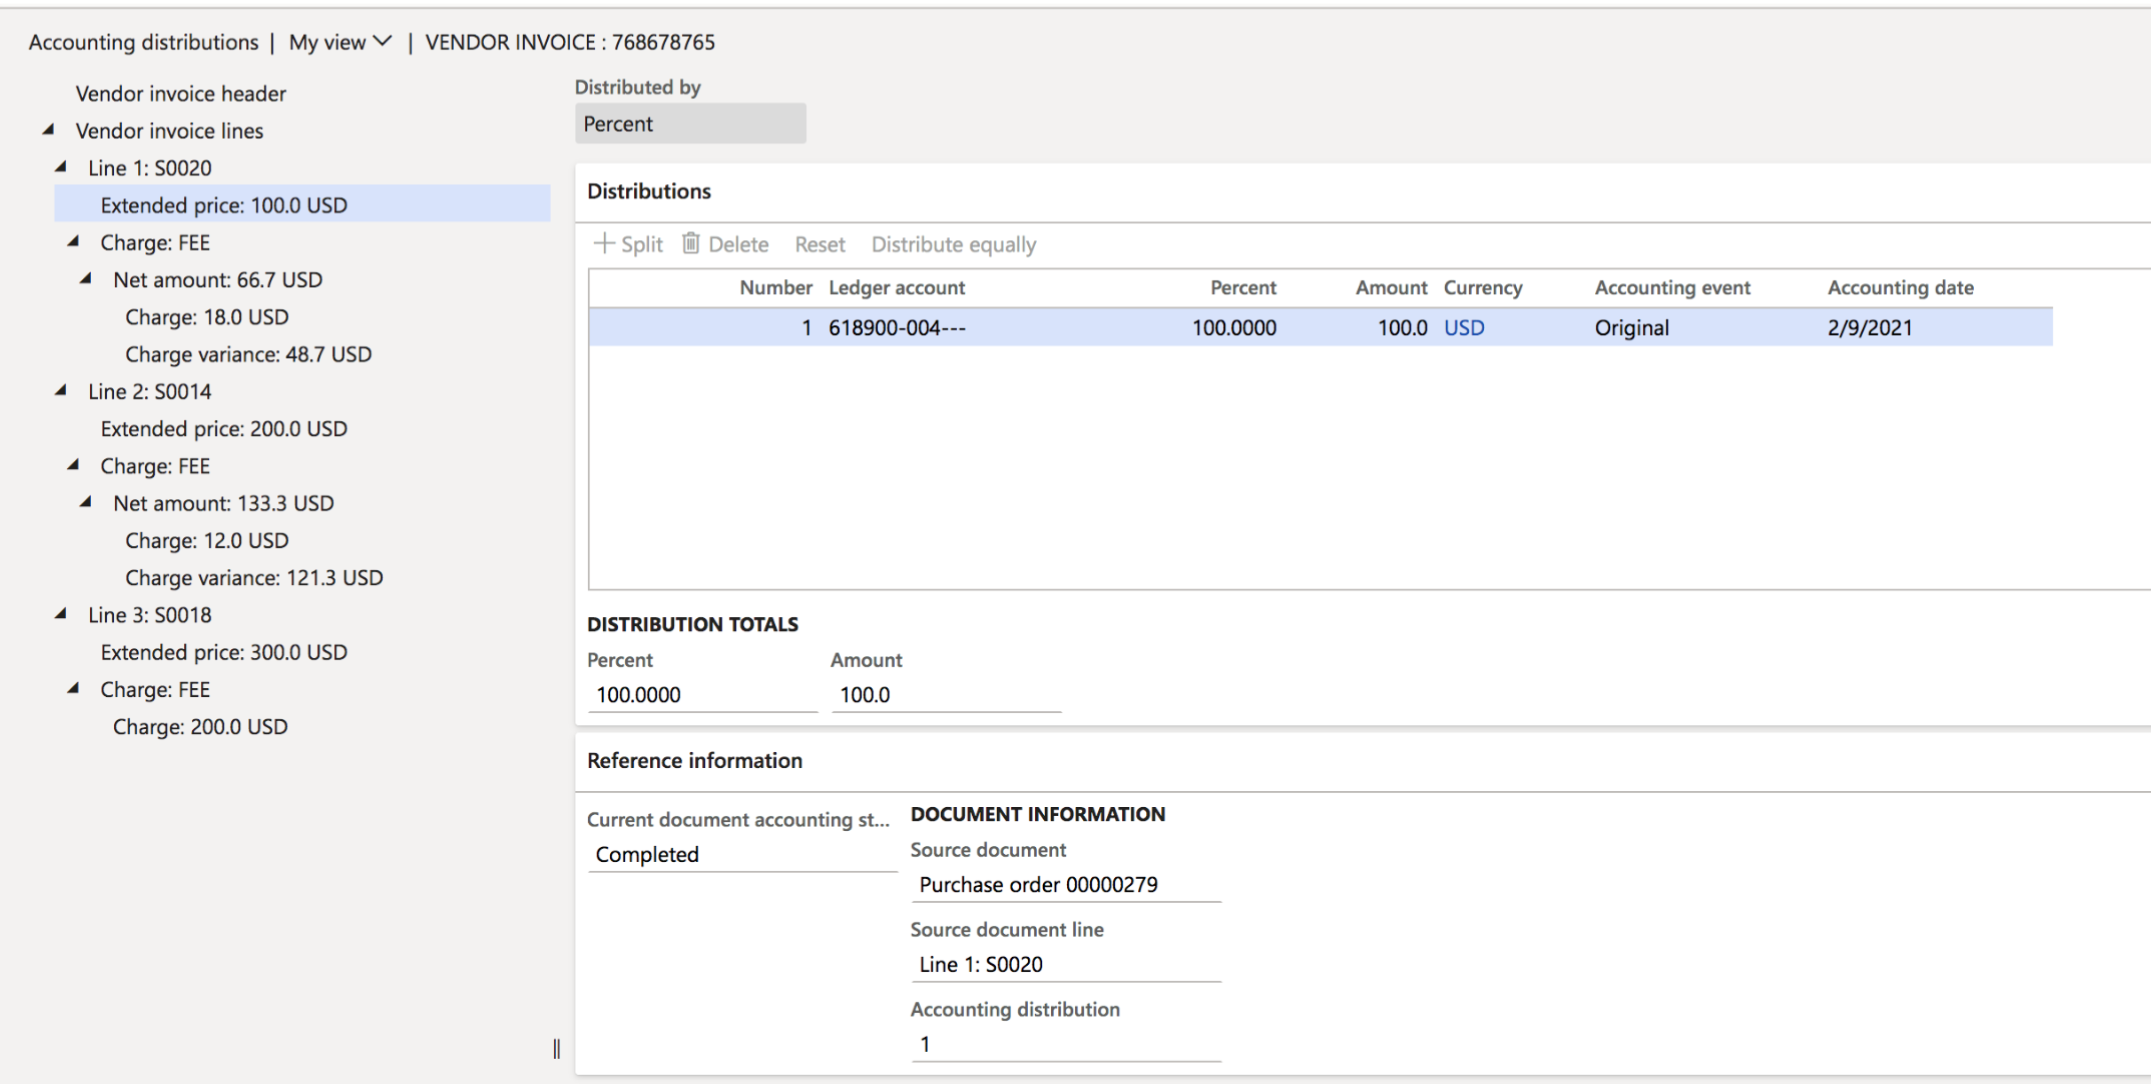 Accounting distributions | My view | VENDOR INVOICE : 768678765
Vendor invoice header
Vendor invoice lines
Line 1: S0020
Extended price: 100.0 USD
Charge: FEE
Net amount: 66.7 USD
Charge: 18.0 USD
Charge variance: 48.7 USD
Line 2: S0014
Extended price: 200.0 USD
Charge: FEE
Net amount: 133.3 USD
Charge: 12.0 USD
Charge variance: 121.3 USD
Line 3: S0018
Extended price: 300.0 USD
Charge: FEE
Charge: 200.0 USD
Distributed by
Percent
Distributions
Split Delete Reset Distribute equally
Number Ledger account Percent Amount Currency Accounting event Accounting date
1 618900-004--- 100.0000 100.0 USD Original 2/9/2021
DISTRIBUTION TOTALS
Percent Amount
100.0000 100.0
Reference information
Current document accounting st...
Completed
DOCUMENT INFORMATION
Source document
Purchase order 00000279
Source document line
Line 1: S0020
Accounting distribution
1